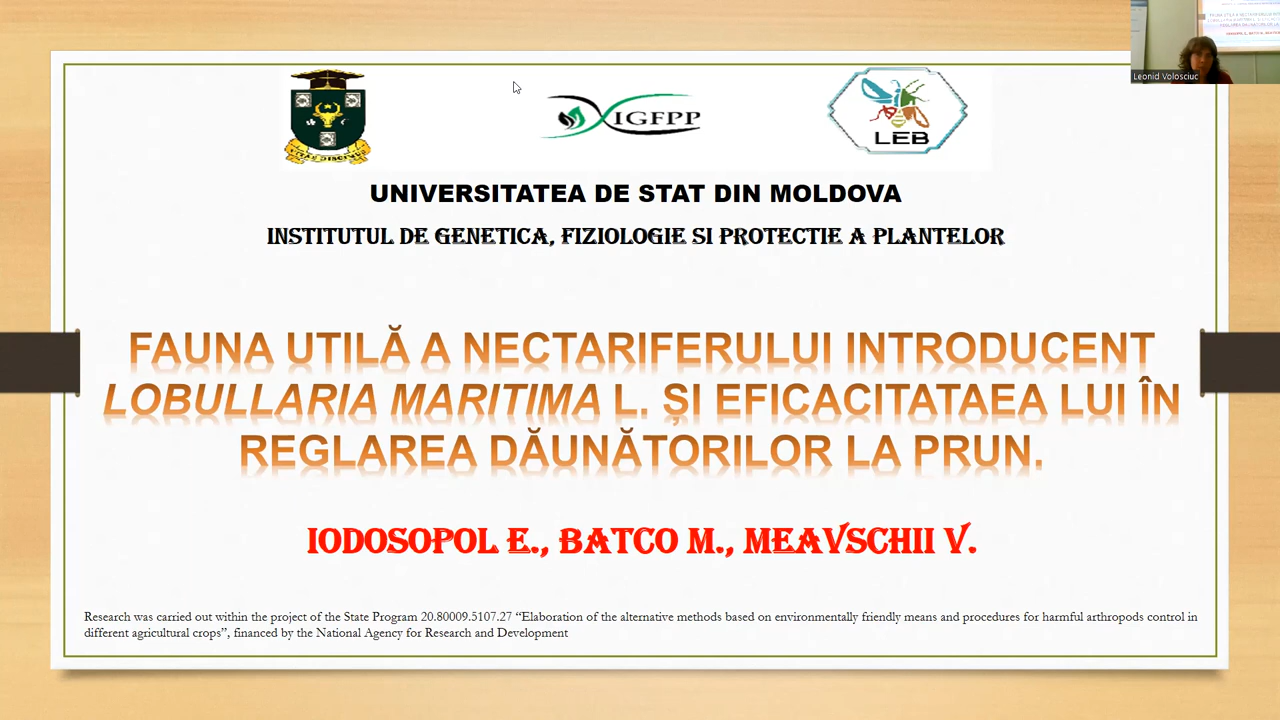 Leonid Volosciuc
IGFPP
LEB
UNIVERSITATEA DE STAT DIN MOLDOVA
INSTITUTUL DE GENETICA, FIZIOLOGIE SI PROTECTIE A PLANTELOR
FAUNA UTILĂ A NECTARIFERULUI INTRODUCENT
LOBULLARIA MARITIMA L. ȘI EFICACITATAEA LUI ÎN
REGLAREA DĂUNĂTORILOR LA PRUN.
IODOSOPOL E., BATCO M., MEAVSCHII V.
Research was carried out within the project of the State Program 20.80009.5107.27 “Elaboration of the alternative methods based on environmentally friendly means and procedures for harmful arthropods control in
different agricultural crops”, financed by the National Agency for Research and Development